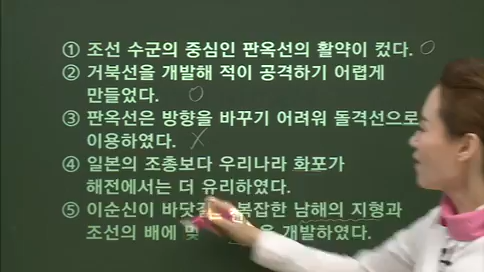 ① 조선 수군의 중심인 판옥선의 활약이 컸다.
② 거북선을 개발해 적이 공격하기 어렵게
만들었다.
③ 판옥선은 방향을 바꾸기 어려워 돌격선으로
이용하였다.
④ 일본의 조총보다 우리나라 화포가
해전에서는 더 유리하였다.
⑤ 이순신이 복잡한 남해의 지형과
조선의 배에 개발하였다.